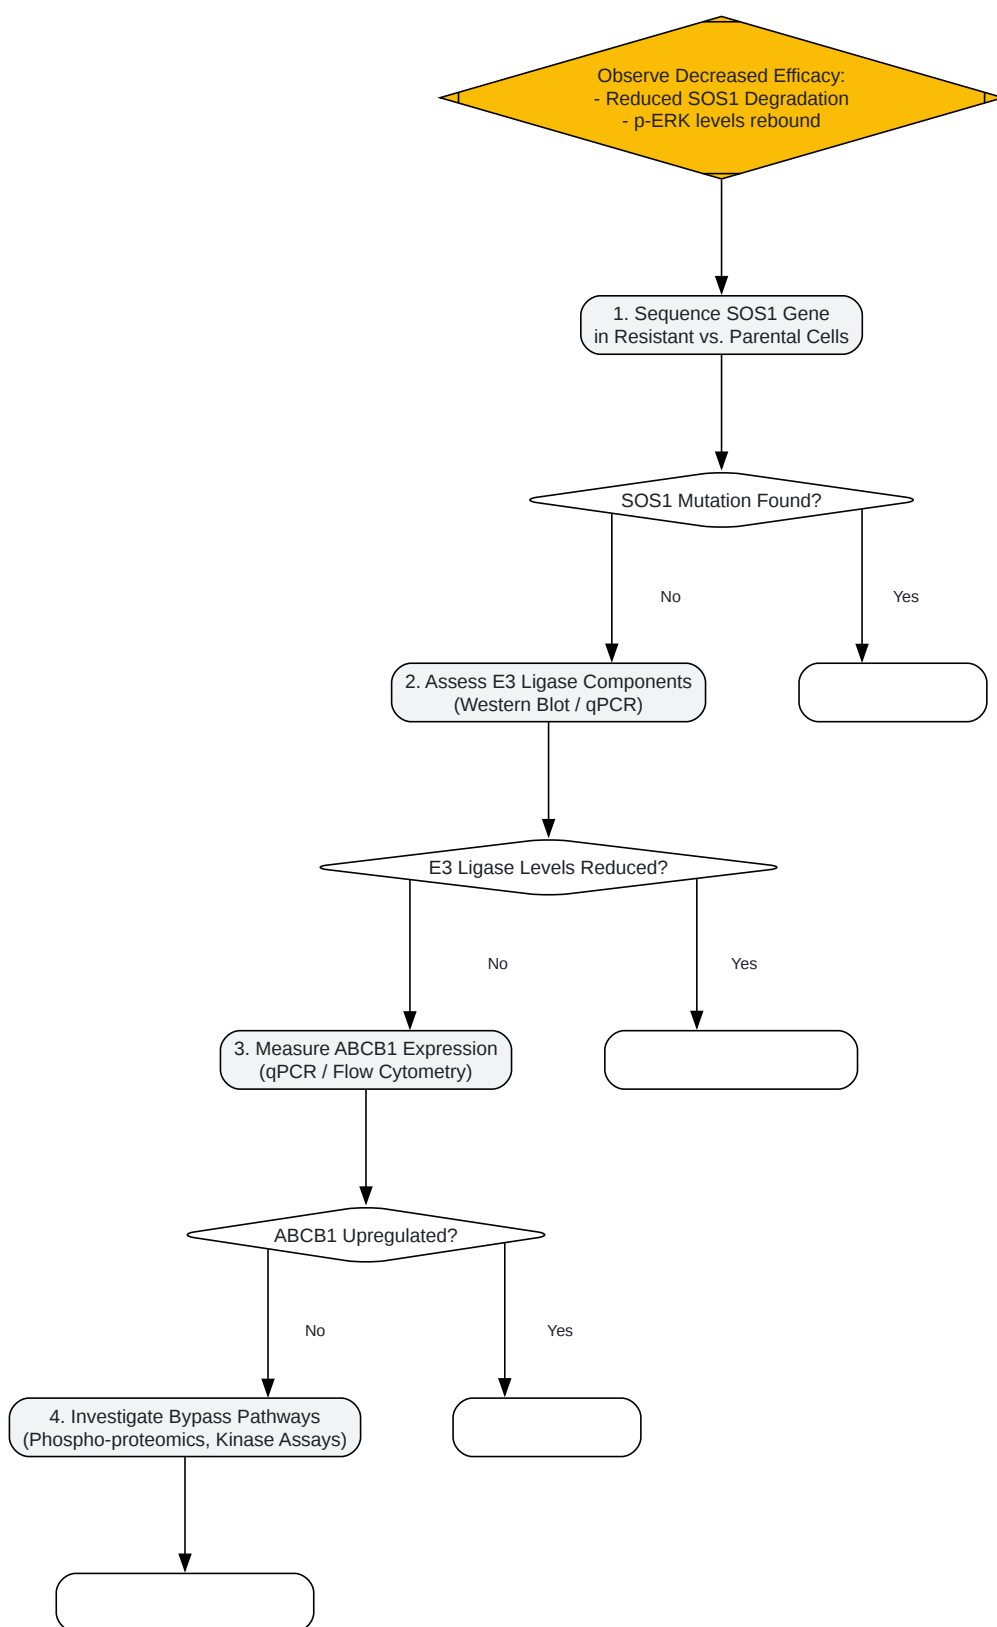 Observe Decreased Efficacy:
- Reduced SOS1 Degradation
- p-ERK levels rebound
1. Sequence SOS1 Gene
in Resistant vs. Parental Cells
SOS1 Mutation Found?
No
Yes
2. Assess E3 Ligase Components
(Western Blot / qPCR)
E3 Ligase Levels Reduced?
No
Yes
3. Measure ABCB1 Expression
(qPCR / Flow Cytometry)
ABCB1 Upregulated?
No
Yes
4. Investigate Bypass Pathways
(Phospho-proteomics, Kinase Assays)